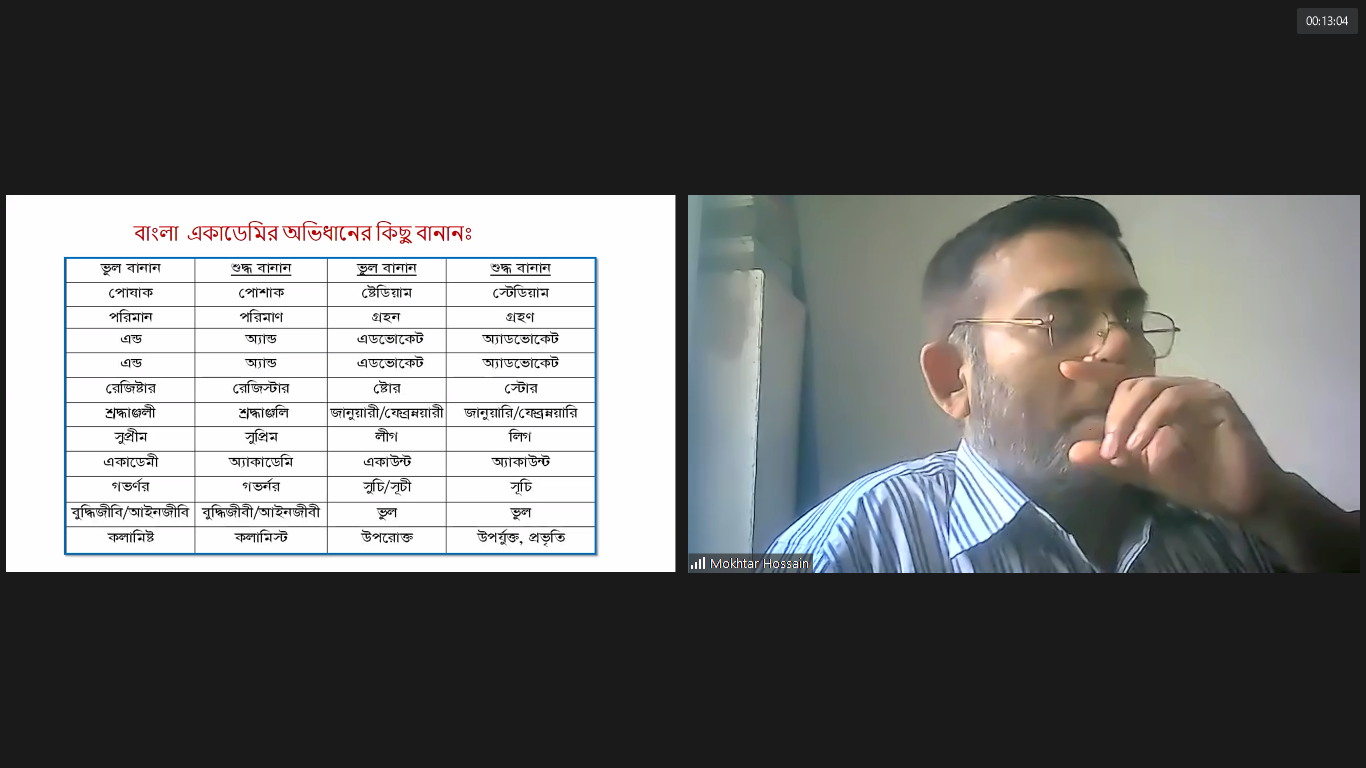 00:13:04
বাংলা একাডেমির অভিধানের কিছু বানানঃ
ভুল বানান শুদ্ধ বানান ভুল বানান শুদ্ধ বানান
পোষাক পোশাক ষ্টেডিয়াম স্টেডিয়াম
পরিমান পরিমাণ গ্রহন গ্রহণ
এন্ড অ্যান্ড এডভোকেট অ্যাডভোকেট
এন্ড অ্যান্ড এডভোকেট অ্যাডভোকেট
রেজিষ্টার রেজিস্টার ষ্টোর স্টোর
শ্রদ্ধাঞ্জলী শ্রদ্ধাঞ্জলি জানুয়ারী/ফেব্রুয়ারী জানুয়ারি/ফেব্রুয়ারি
সুপ্রীম সুপ্রিম লীগ লিগ
একাডেমী অ্যাকাডেমি একাউন্ট অ্যাকাউন্ট
গভর্ণর গভর্নর সুচি/সূচী সূচি
বুদ্ধিজীবি/আইনজীবি বুদ্ধিজীবী/আইনজীবী ভুল ভুল
কলামিষ্ট কলামিস্ট উপরোক্ত উপর্যুক্ত, প্রভৃতি
Mokhtar Hossain